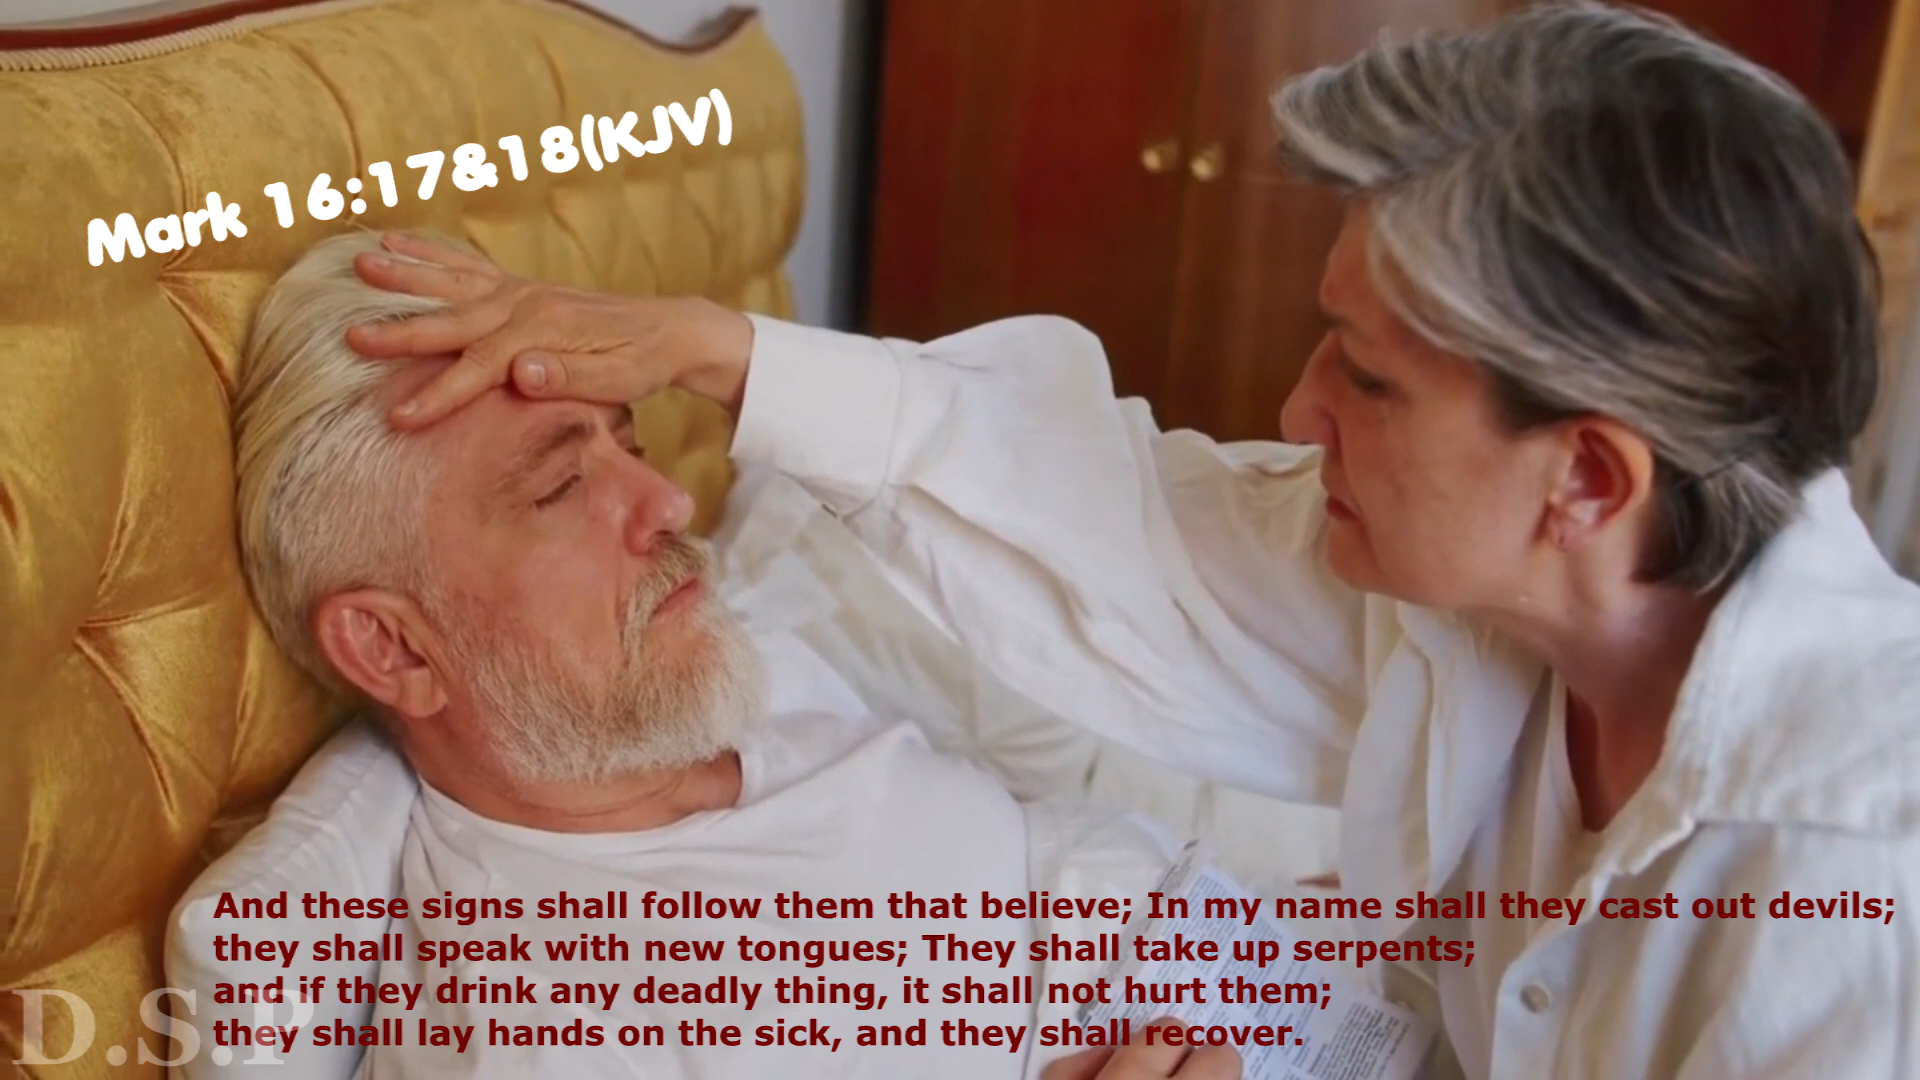 Mark 16:17&18(KJV)
And these signs shall follow them that believe; In my name shall they cast out devils;
they shall speak with new tongues; They shall take up serpents;
and if they drink any deadly thing, it shall not hurt them;
they shall lay hands on the sick, and they shall recover.
D.S.P